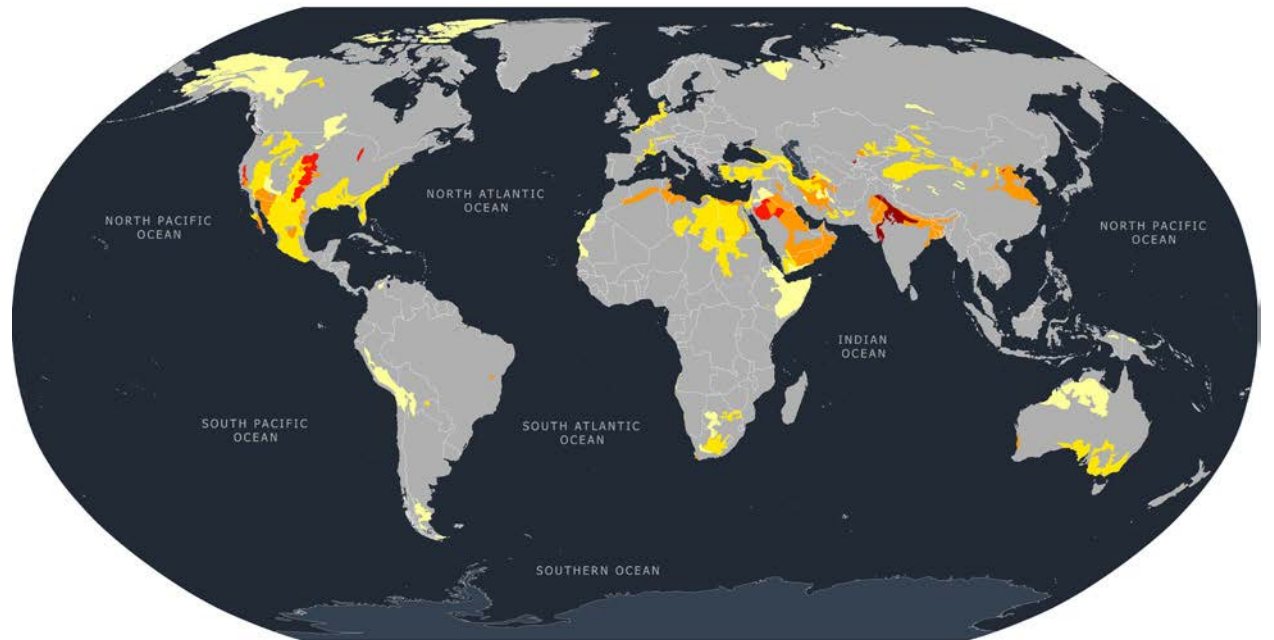 NORTH ATLANTIC
OCEAN
NORTH PACIFIC
OCEAN
NORTH PACIFIC
OCEAN
INDIAN
OCEAN
SOUTH PACIFIC
OCEAN
SOUTH ATLANTIC
OCEAN
SOUTHERN OCEAN